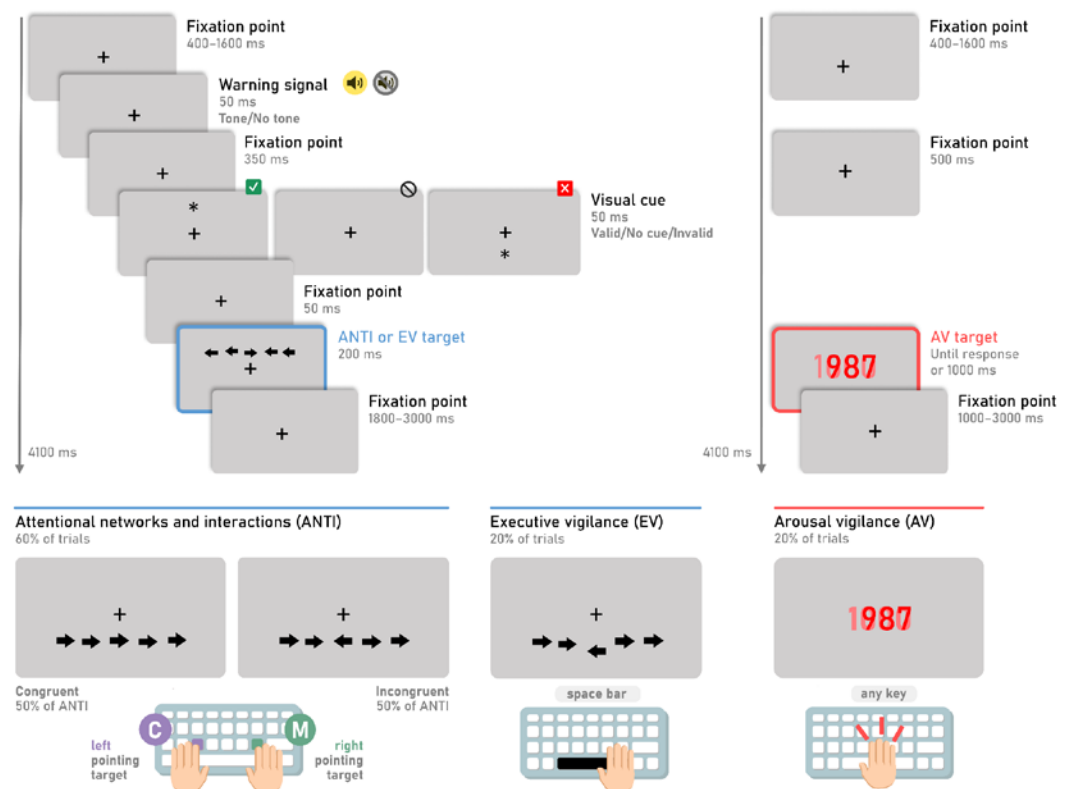 Fixation point
400–1600 ms
Warning signal
50 ms
Tone/No tone
Fixation point
350 ms
Visual cue
50 ms
Valid/No cue/Invalid
Fixation point
50 ms
ANTI or EV target
200 ms
Fixation point
1800–3000 ms
4100 ms
Fixation point
400–1600 ms
Fixation point
500 ms
1987
AV target
Until response
or 1000 ms
Fixation point
1000–3000 ms
4100 ms
Attentional networks and interactions (ANTI)
60% of trials
Congruent
50% of ANTI
Incongruent
50% of ANTI
C
M
left
pointing
target
right
pointing
target
Executive vigilance (EV)
20% of trials
space bar
Arousal vigilance (AV)
20% of trials
1987
any key